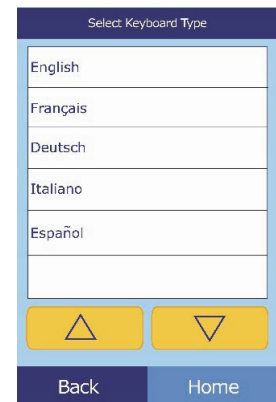 Select Keyboard Type
English
Français
Deutsch
Italiano
Español
Back
Home